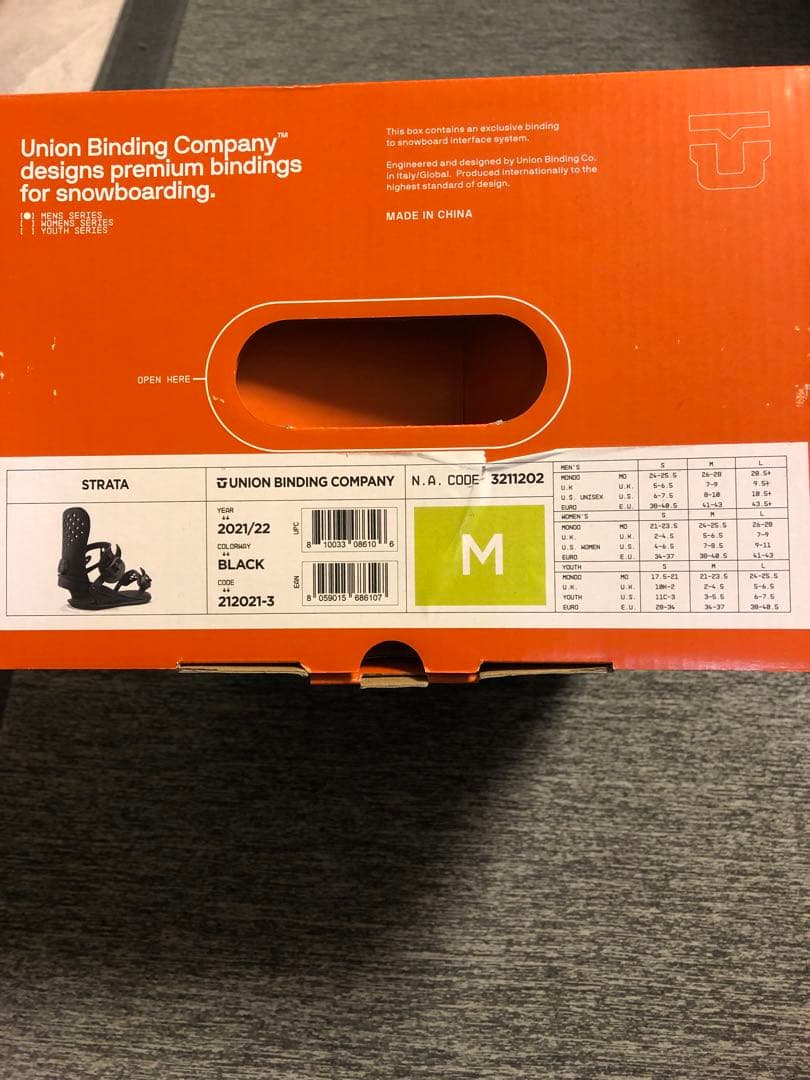 Union Binding Company™
designs premium bindings
for snowboarding.
[●] MENS SERIES
[ ] WOMENS SERIES
[ ] YOUTH SERIES
This box contains an exclusive binding
to snowboard interface system.
Engineered and designed by Union Binding Co.
in Italy/Global. Produced internationally to the
highest standard of design.
MADE IN CHINA
OPEN HERE
STRATA
UNION BINDING COMPANY
N.A. CODE 3211202
YEAR
2021/22
COLORWAY
BLACK
CODE
212021-3
UPC
8 10033 08610 6
EAN
8 059015 686107
M
MEN'S S M L
MONDO MO 24-25.5 26-28 28.5+
U.K U.K. 5-6.5 7-9 9.5+
U.S. UNISEX U.S. 6-7.5 8-10 10.5+
EURO E.U. 38-40.5 41-43 43.5+
WOMEN'S S M L
MONDO MO 21-23.5 24-25.5 26-28
U.K. U.K. 2-4.5 5-6.5 7-9
U.S. WOMEN U.S. 4-6.5 7-8.5 9-11
EURO E.U. 34-37 38-40.5 41-43
YOUTH S M L
MONDO MO 17.5-21 21-23.5 24-25.5
U.K. U.K. 10K-2 2-4.5 5-6.5
YOUTH U.S. 11C-3 3-5.5 6-7.5
EURO E.U. 28-34 34-37 38-40.5